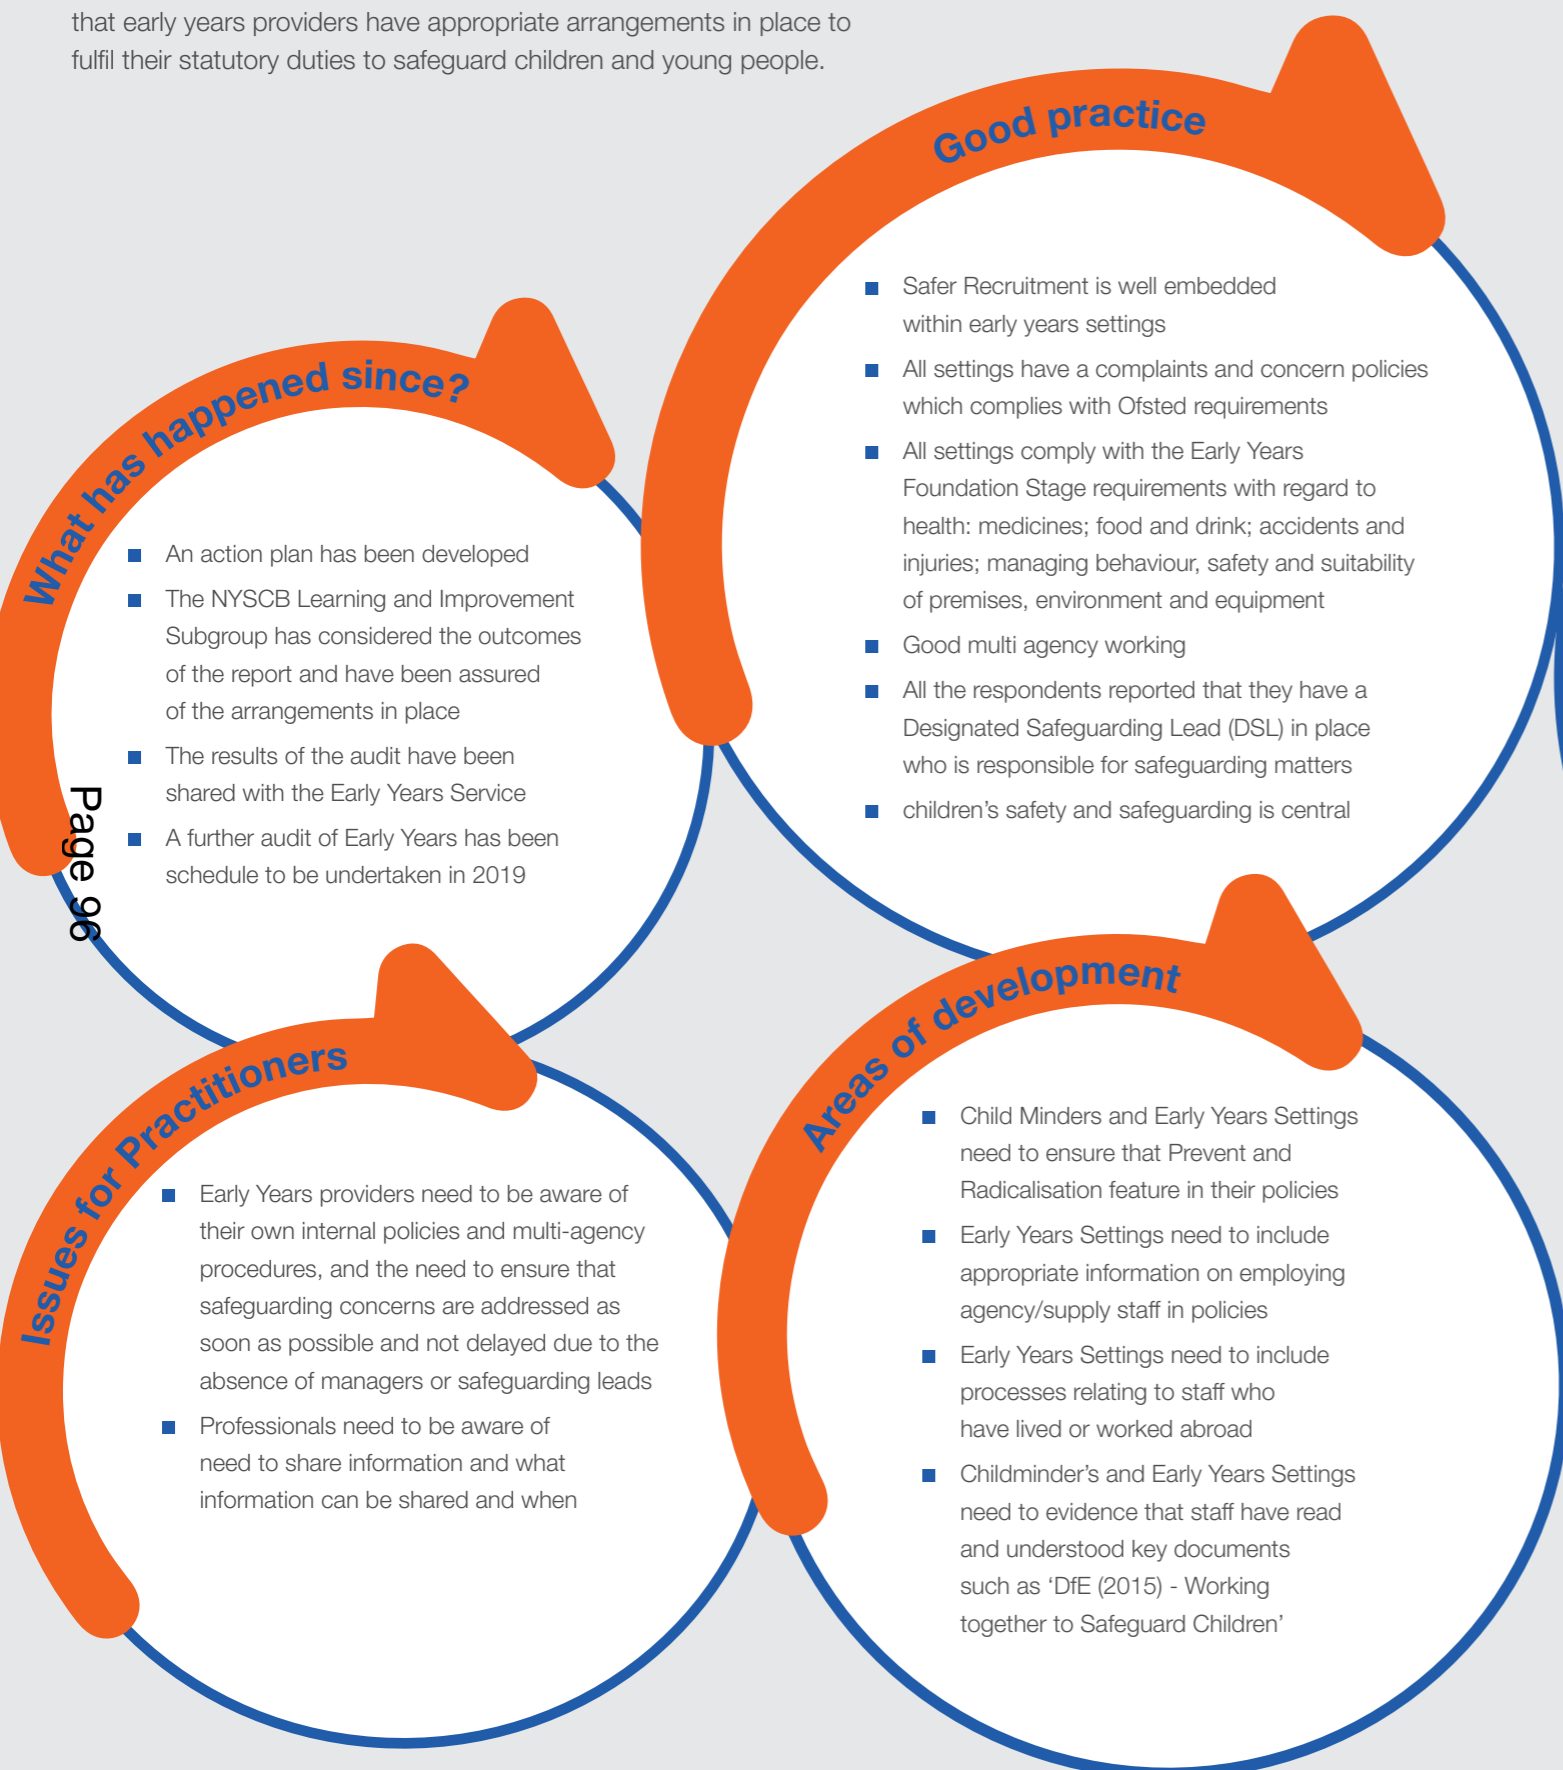 that early years providers have appropriate arrangements in place to
fulfil their statutory duties to safeguard children and young people.
What has happened since?
■ An action plan has been developed
■ The NYSCB Learning and Improvement
Subgroup has considered the outcomes
of the report and have been assured
of the arrangements in place
■ The results of the audit have been
shared with the Early Years Service
■ A further audit of Early Years has been
schedule to be undertaken in 2019
Good practice
■ Safer Recruitment is well embedded
within early years settings
■ All settings have a complaints and concern policies
which complies with Ofsted requirements
■ All settings comply with the Early Years
Foundation Stage requirements with regard to
health: medicines; food and drink; accidents and
injuries; managing behaviour, safety and suitability
of premises, environment and equipment
■ Good multi agency working
■ All the respondents reported that they have a
Designated Safeguarding Lead (DSL) in place
who is responsible for safeguarding matters
■ children’s safety and safeguarding is central
Issues for Practitioners
■ Early Years providers need to be aware of
their own internal policies and multi-agency
procedures, and the need to ensure that
safeguarding concerns are addressed as
soon as possible and not delayed due to the
absence of managers or safeguarding leads
■ Professionals need to be aware of
need to share information and what
information can be shared and when
Areas of development
■ Child Minders and Early Years Settings
need to ensure that Prevent and
Radicalisation feature in their policies
■ Early Years Settings need to include
appropriate information on employing
agency/supply staff in policies
■ Early Years Settings need to include
processes relating to staff who
have lived or worked abroad
■ Childminder’s and Early Years Settings
need to evidence that staff have read
and understood key documents
such as ‘DfE (2015) - Working
together to Safeguard Children’
Page 96